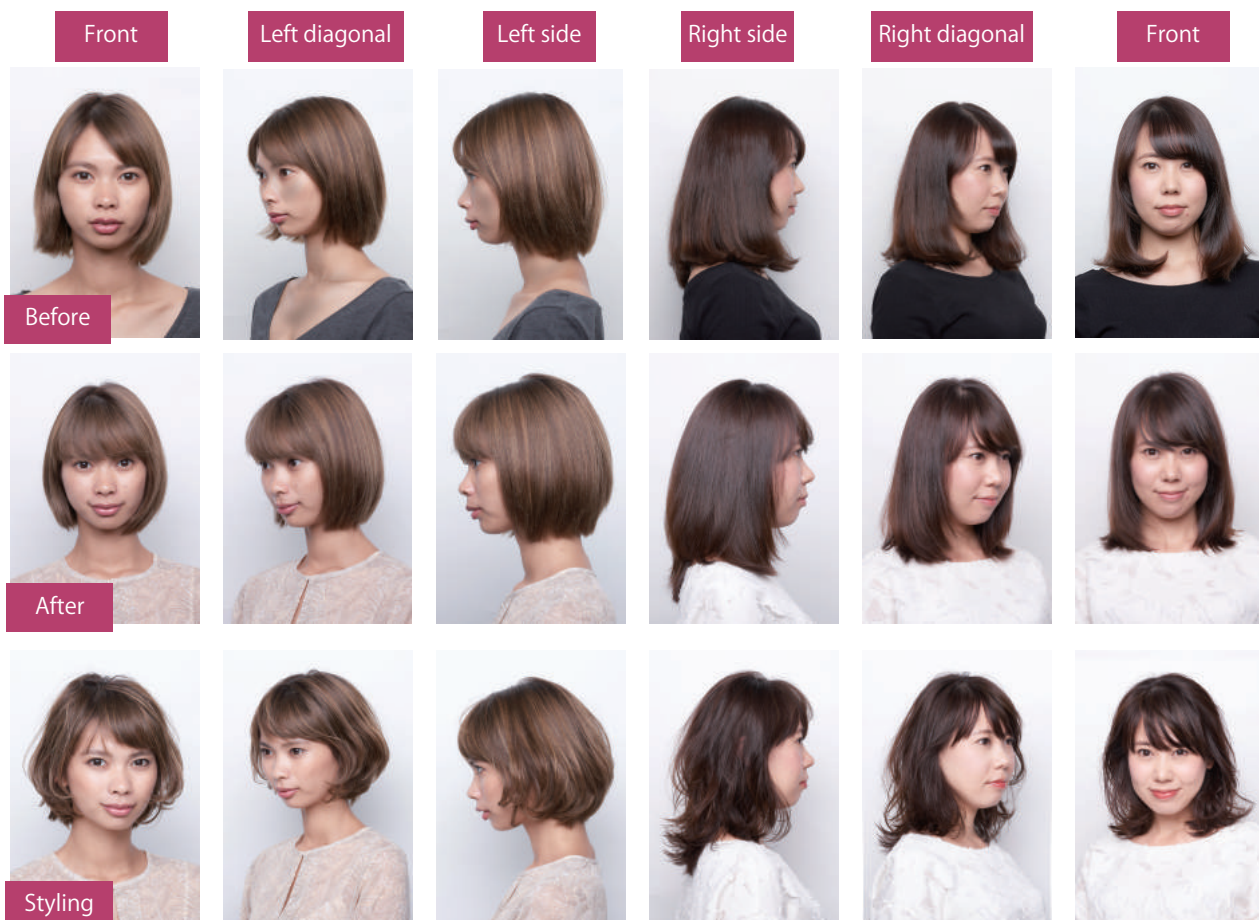 Front
Left diagonal
Left side
Right side
Right diagonal
Front
Before
After
Styling